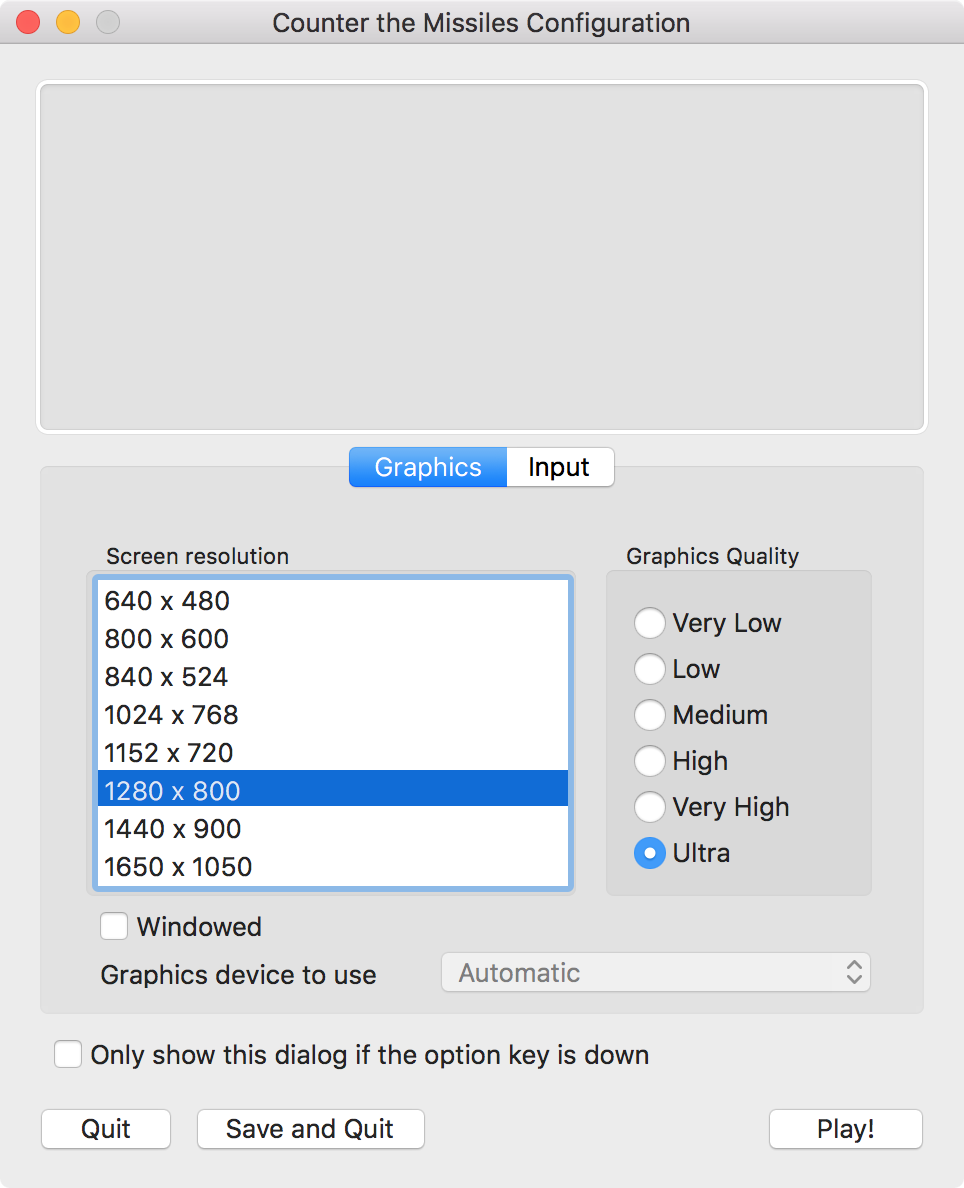 Counter the Missiles Configuration
Graphics
Input
Screen resolution
640 x 480
800 x 600
840 x 524
1024 x 768
1152 x 720
1280 x 800
1440 x 900
1650 x 1050
Graphics Quality
Very Low
Low
Medium
High
Very High
Ultra
Windowed
Graphics device to use
Automatic
Only show this dialog if the option key is down
Quit
Save and Quit
Play!